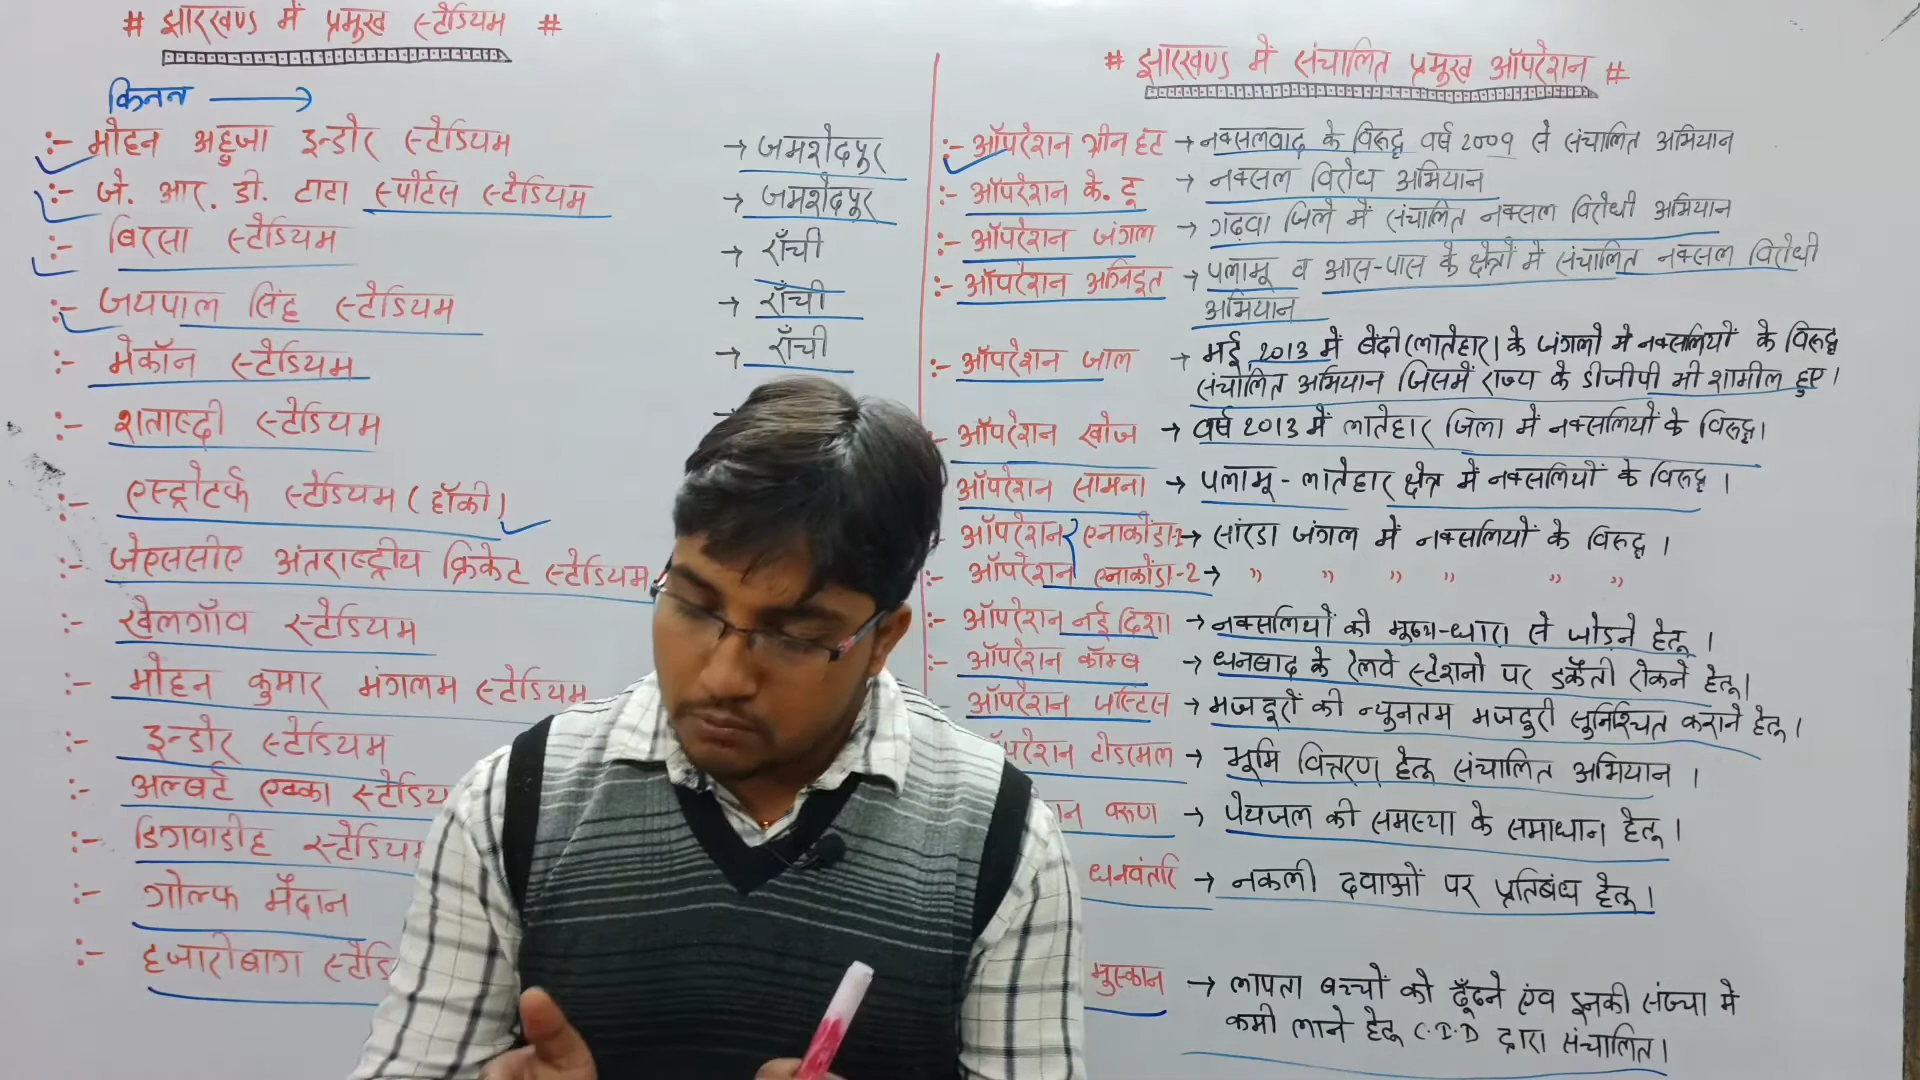 # झारखण्ड में प्रमुख स्टेडियम #
किनन →
:- मोहन अहुजा इन्डोर स्टेडियम → जमशेदपुर
:- जे. आर. डी. टाटा स्पोर्टस स्टेडियम → जमशेदपुर
:- बिरसा स्टेडियम → राँची
:- जयपाल सिंह स्टेडियम → राँची
:- मेकॉन स्टेडियम → राँची
:- शताब्दी स्टेडियम
:- एस्ट्रोटर्फ स्टेडियम (हॉकी)
:- जेएससीए अंतराष्ट्रीय क्रिकेट स्टेडियम
:- खेलगाँव स्टेडियम
:- मोहन कुमार मंगलम स्टेडियम
:- इन्डोर स्टेडियम
:- अल्बर्ट एक्का स्टेडिय
:- डिगवाडीह स्टेडियम
:- गोल्फ मैदान
:- हजारीबाग स्टेडि
# झारखण्ड में संचालित प्रमुख ऑपरेशन #
:- ऑपरेशन ग्रीन हंट → नक्सलवाद के विरूद्ध वर्ष 2009 से संचालित अभियान
:- ऑपरेशन के. टू → नक्सल विरोध अभियान
:- ऑपरेशन जंगल → गढ़वा जिले में संचालित नक्सल विरोधी अभियान
:- ऑपरेशन अग्निदूत → पलामू व आस-पास के क्षेत्रों में संचालित नक्सल विरोधी
अभियान
:- ऑपरेशन जाल → मई 2013 में बेंदी (लातेहार) के जंगलो मे नक्सलियों के विरूद्ध
संचालित अभियान जिसमें राज्य के डीजीपी भी शामील हुए।
ऑपरेशन खोज → वर्ष 2013 में लातेहार जिला में नक्सलियों के विरूद्ध।
ऑपरेशन सामना → पलामू - लातेहार क्षेत्र में नक्सलियों के विरूद्ध।
ऑपरेशन एनाकोंडा-1 → सांरडा जंगल में नक्सलियों के विरूद्ध।
:- ऑपरेशन एनाकोंडा-2 → " " " " " "
:- ऑपरेशन नई दिशा → नक्सलियों को मुख्य-धारा से जोड़ने हेतू।
:- ऑपरेशन कॉम्ब → धनबाद के रेलवे स्टेशनो पर डकैती रोकने हेतू।
ऑपरेशन जस्टिस → मजदूरों की न्युनतम मजदुरी सुनिश्चित कराने हेतू।
ऑपरेशन टोडरमल → भूमि वित्तरण हेतू संचालित अभियान।
न वरूण → पेयजल की समस्या के समाधान हेतू।
धनवंतरि → नकली दवाओं पर प्रतिबंध हेतू।
मुस्कान → लापता बच्चों को ढूँढने एंव इनकी संख्या मे
कमी लाने हेतू C.I.D द्वारा संचालित।